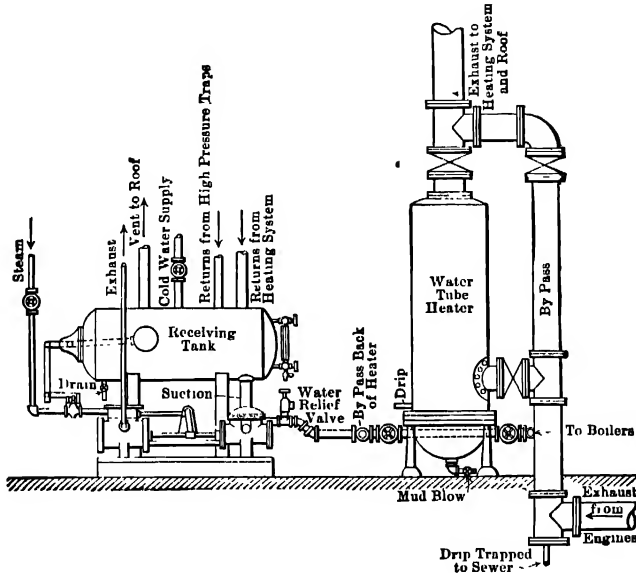 Exhaust to
Heating System
and Roof
Steam
Exhaust
Vent to Roof
Cold Water Supply
Returns from High Pressure Traps
Returns from
Heating System
Receiving
Tank
Water
Tube
Heater
By Pass
Drain
Suction
Water
Relief
Valve
By Pass Back
of Heater
Drip
To Boilers
Mud Blow
Exhaust
from
Engines
Drip Trapped
to Sewer